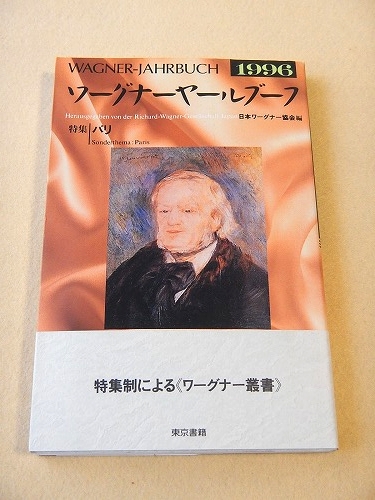 WAGNER-JAHRBUCH 1996
ワーグナーヤールブーフ
Herausgegeben von der Richard-Wagner-Gesellschaft Japan 日本ワーグナー協会編
特集 パリ
Sonderthema: Paris
特集制による《ワーグナー叢書》
東京書籍